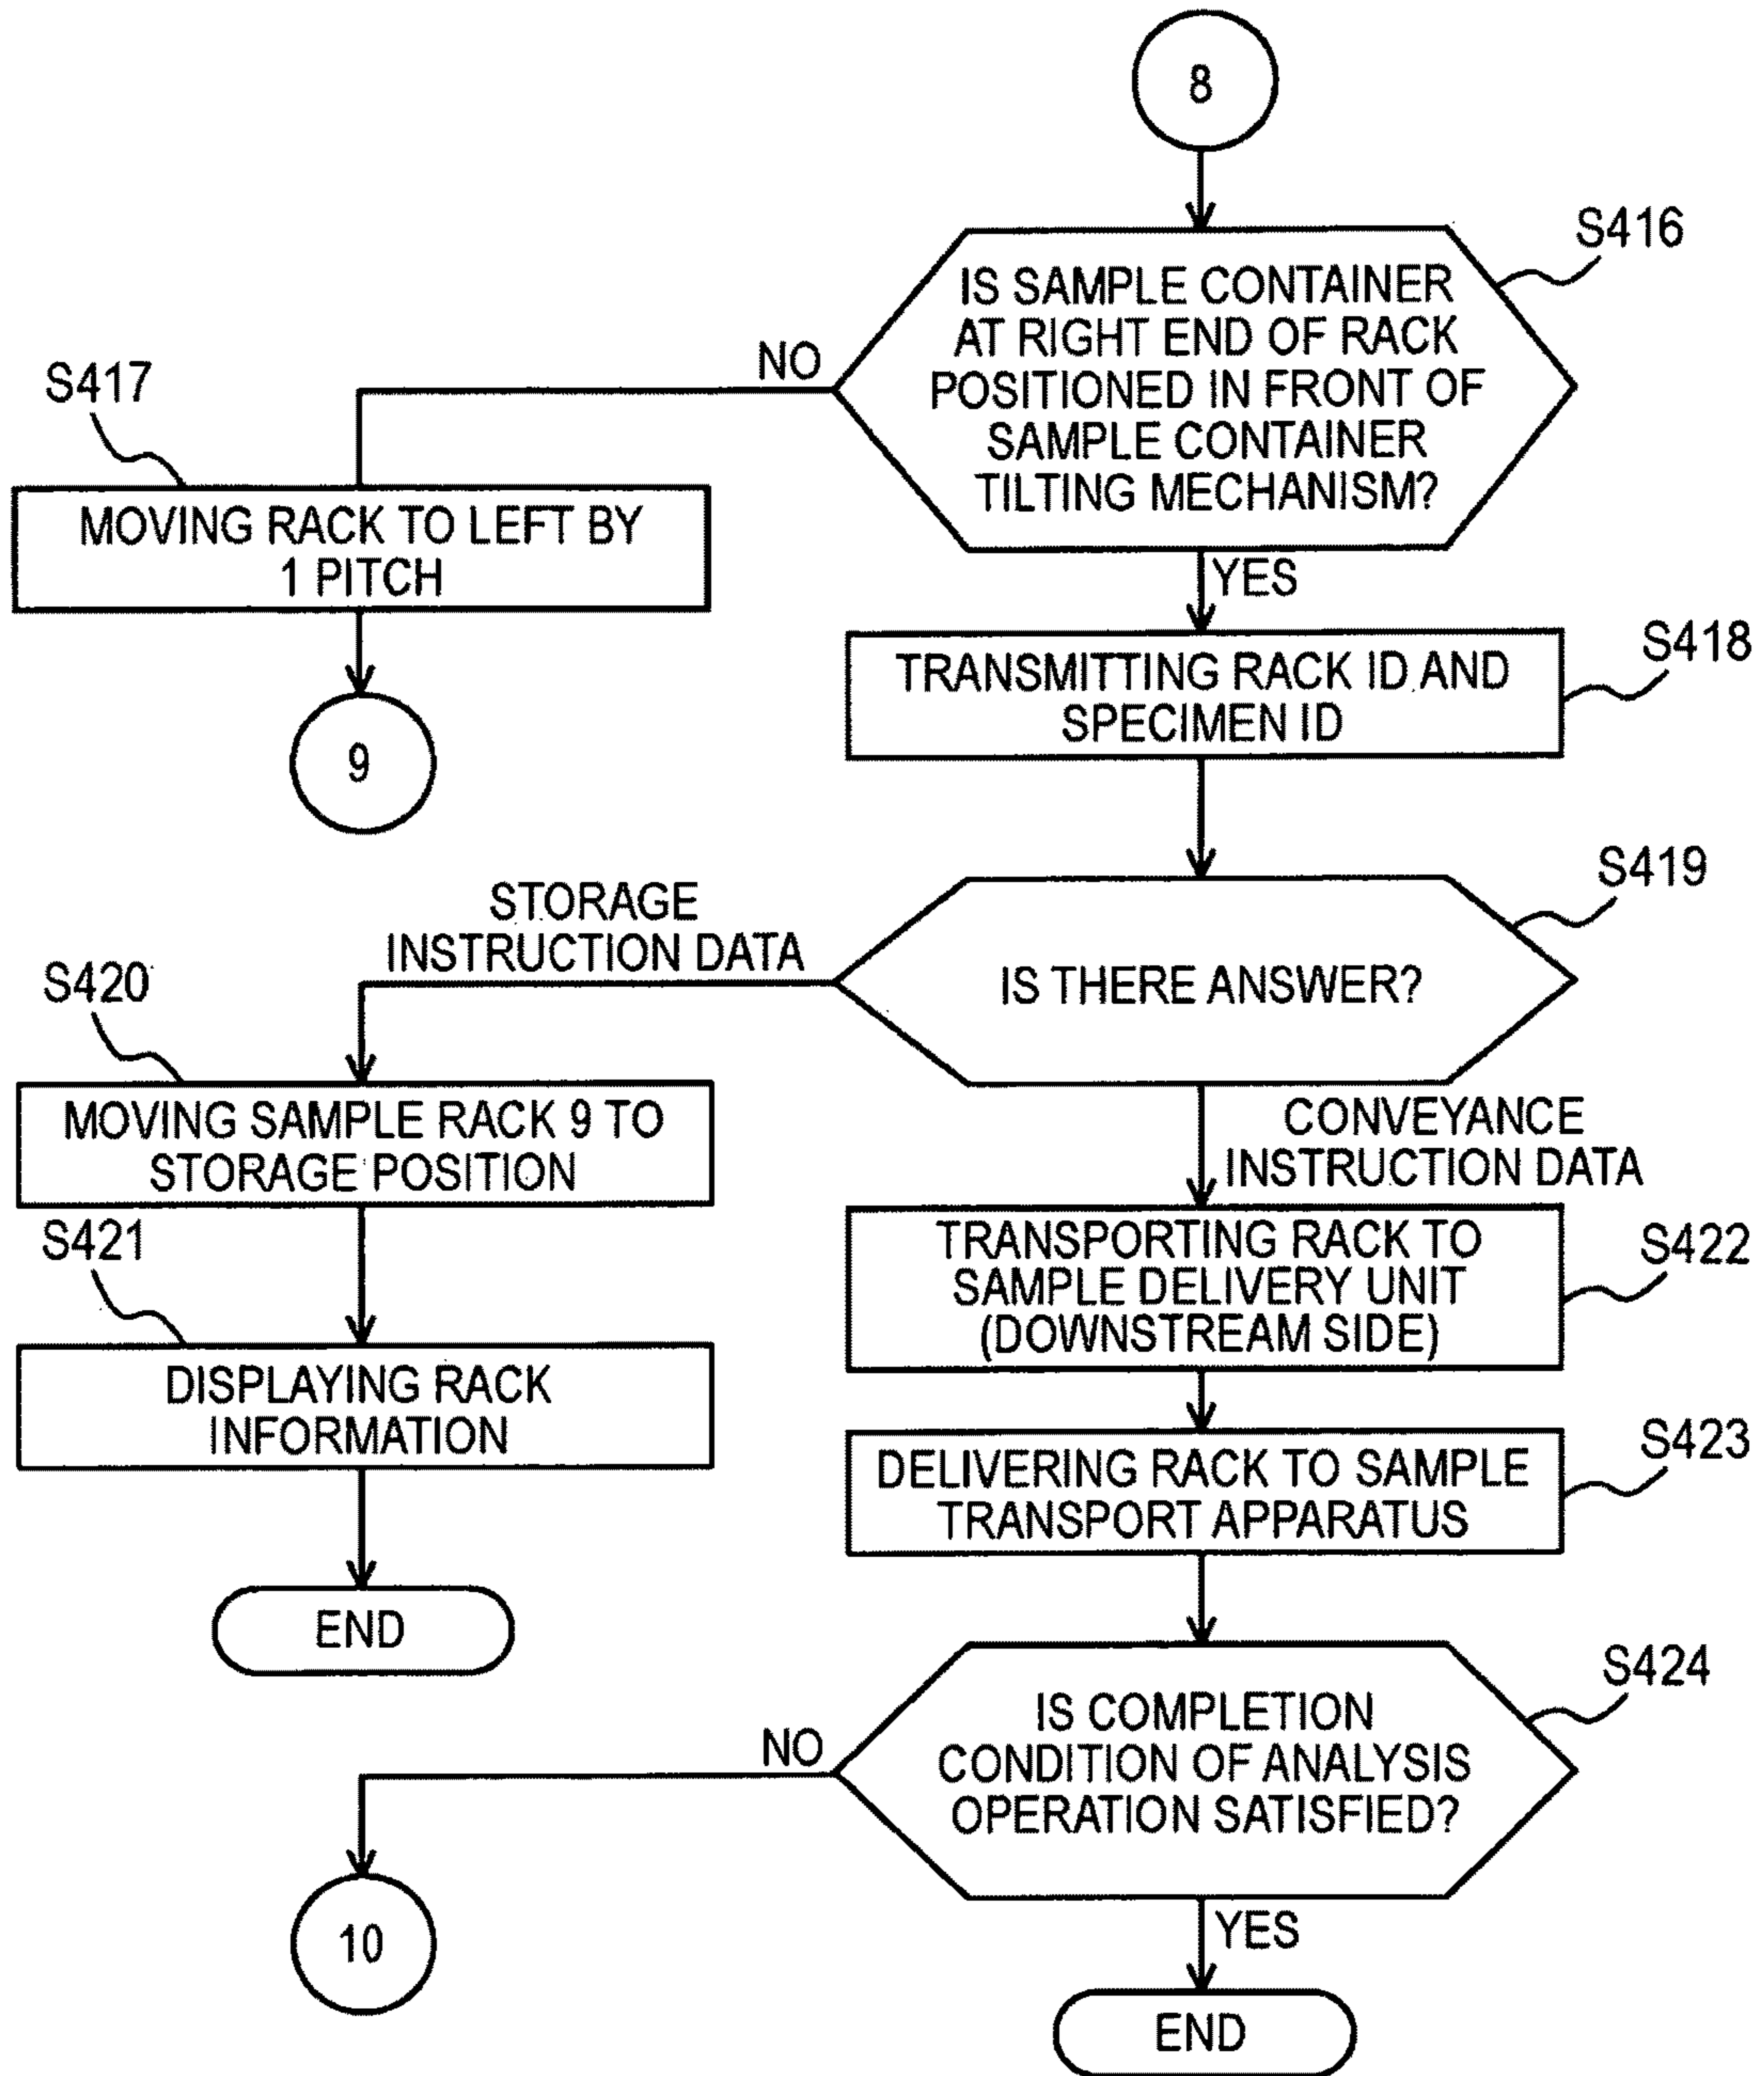 8
S416
IS SAMPLE CONTAINER
AT RIGHT END OF RACK
POSITIONED IN FRONT OF
SAMPLE CONTAINER
TILTING MECHANISM?
NO
S417
MOVING RACK TO LEFT BY
1 PITCH
9
YES
S418
TRANSMITTING RACK ID AND
SPECIMEN ID
S419
IS THERE ANSWER?
STORAGE
INSTRUCTION DATA
S420
MOVING SAMPLE RACK 9 TO
STORAGE POSITION
S421
DISPLAYING RACK
INFORMATION
END
CONVEYANCE
INSTRUCTION DATA
S422
TRANSPORTING RACK TO
SAMPLE DELIVERY UNIT
(DOWNSTREAM SIDE)
S423
DELIVERING RACK TO SAMPLE
TRANSPORT APPARATUS
S424
IS COMPLETION
CONDITION OF ANALYSIS
OPERATION SATISFIED?
NO
10
YES
END